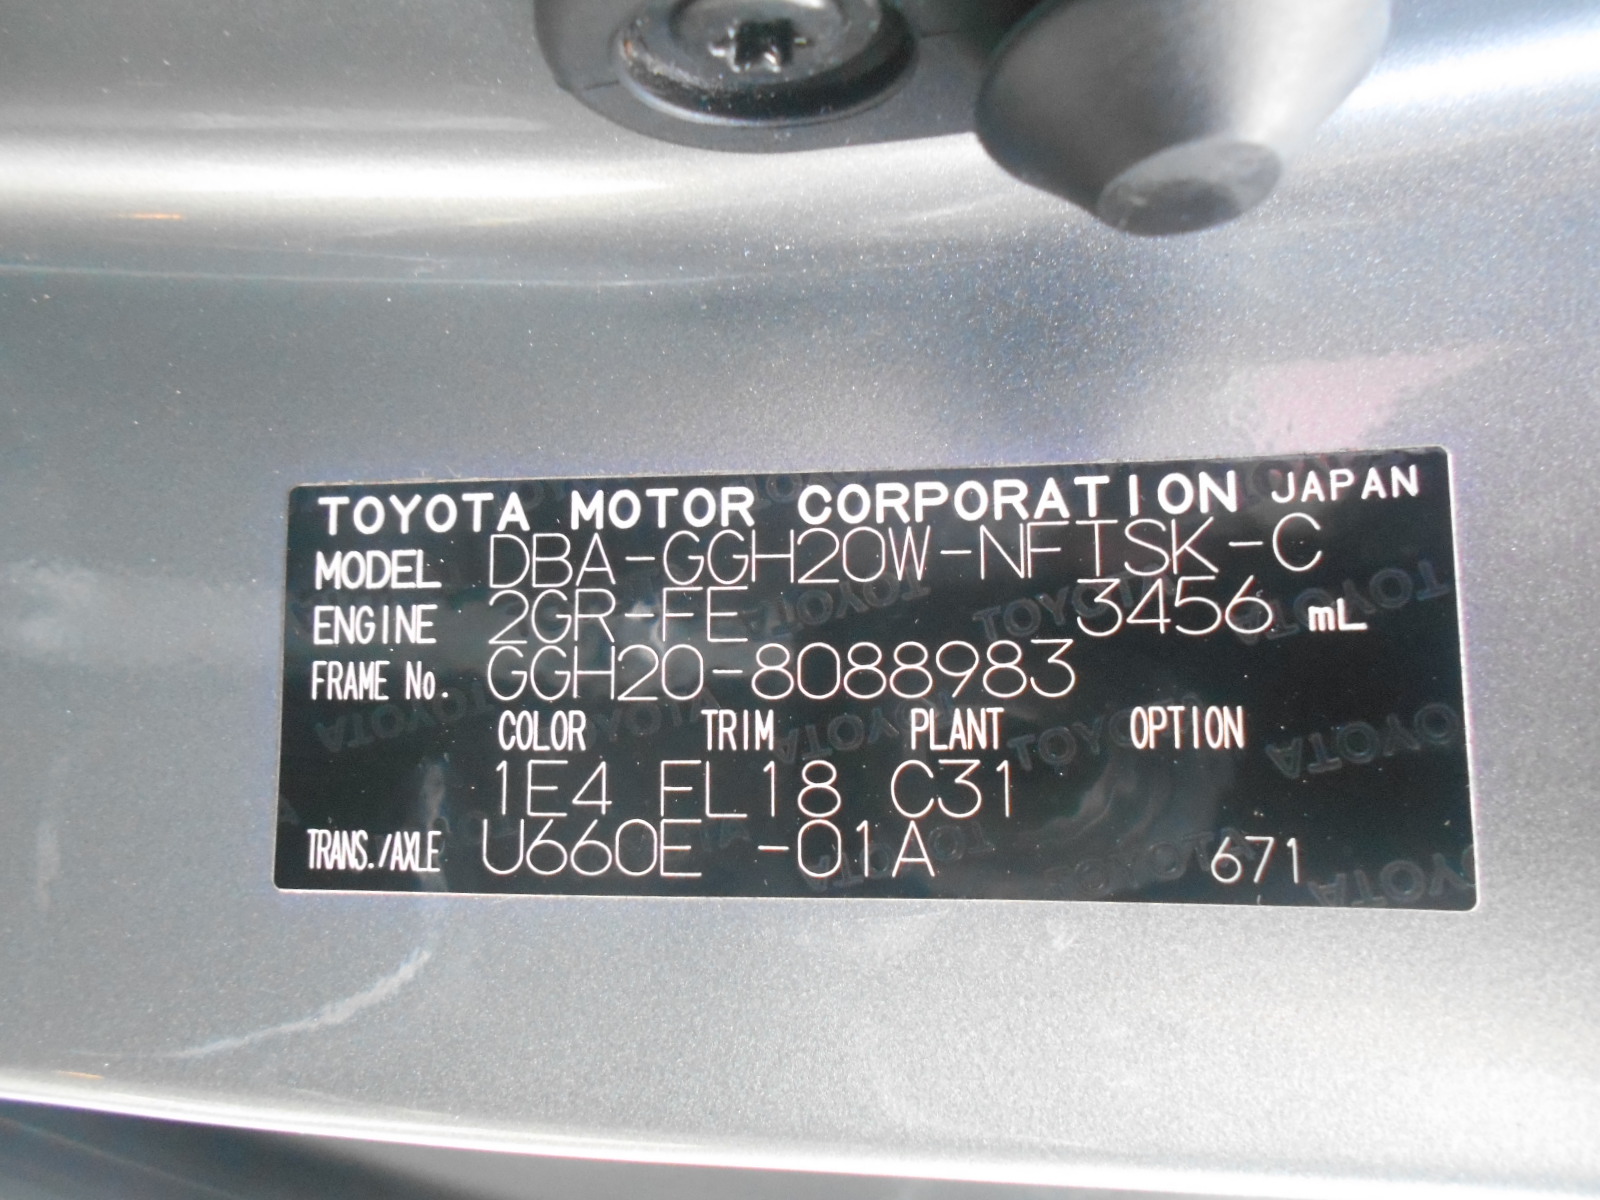 TOYOTA MOTOR CORPORATION JAPAN
MODEL DBA-GGH20W-NFTSK-C
ENGINE 2GR-FE 3456 mL
FRAME No. GGH20-8088983
COLOR TRIM PLANT OPTION
1E4 FL18 C31
TRANS./AXLE U660E -01A 671